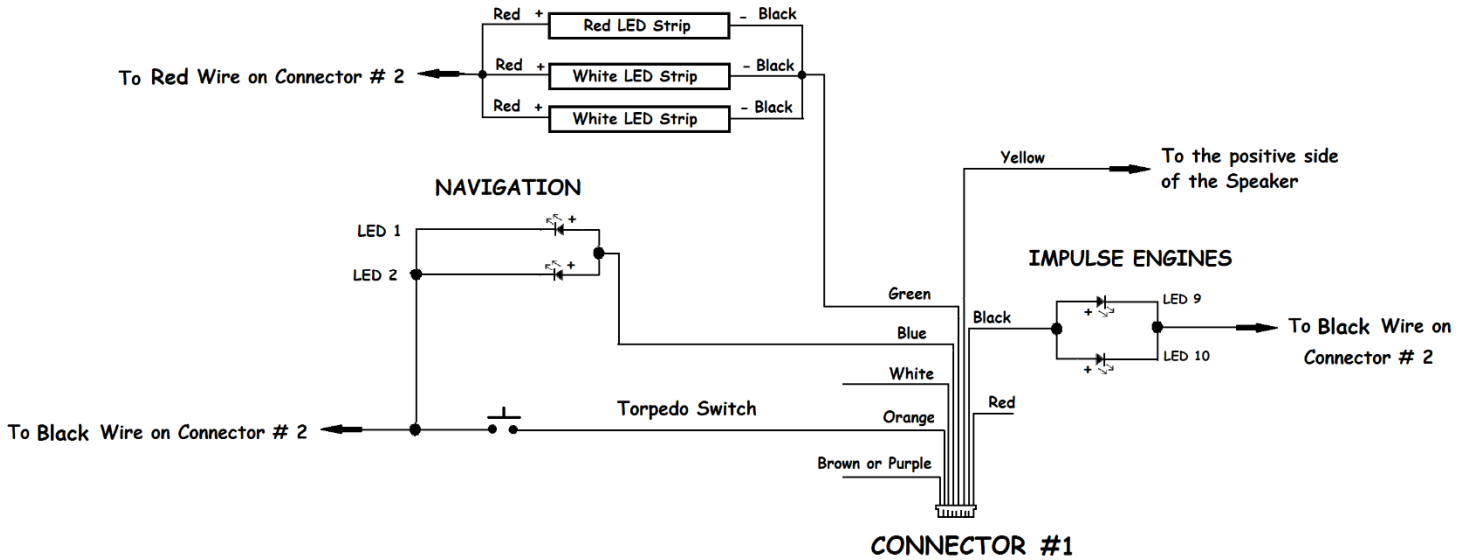 Red + Red LED Strip - Black
To Red Wire on Connector # 2
Red + White LED Strip - Black
Red + White LED Strip - Black
Yellow
To the positive side
of the Speaker
NAVIGATION
LED 1 +
LED 2 +
IMPULSE ENGINES
Green
Black
+ LED 9
To Black Wire on
Connector # 2
+ LED 10
Blue
White
Red
Torpedo Switch
Orange
To Black Wire on Connector # 2
Brown or Purple
CONNECTOR #1